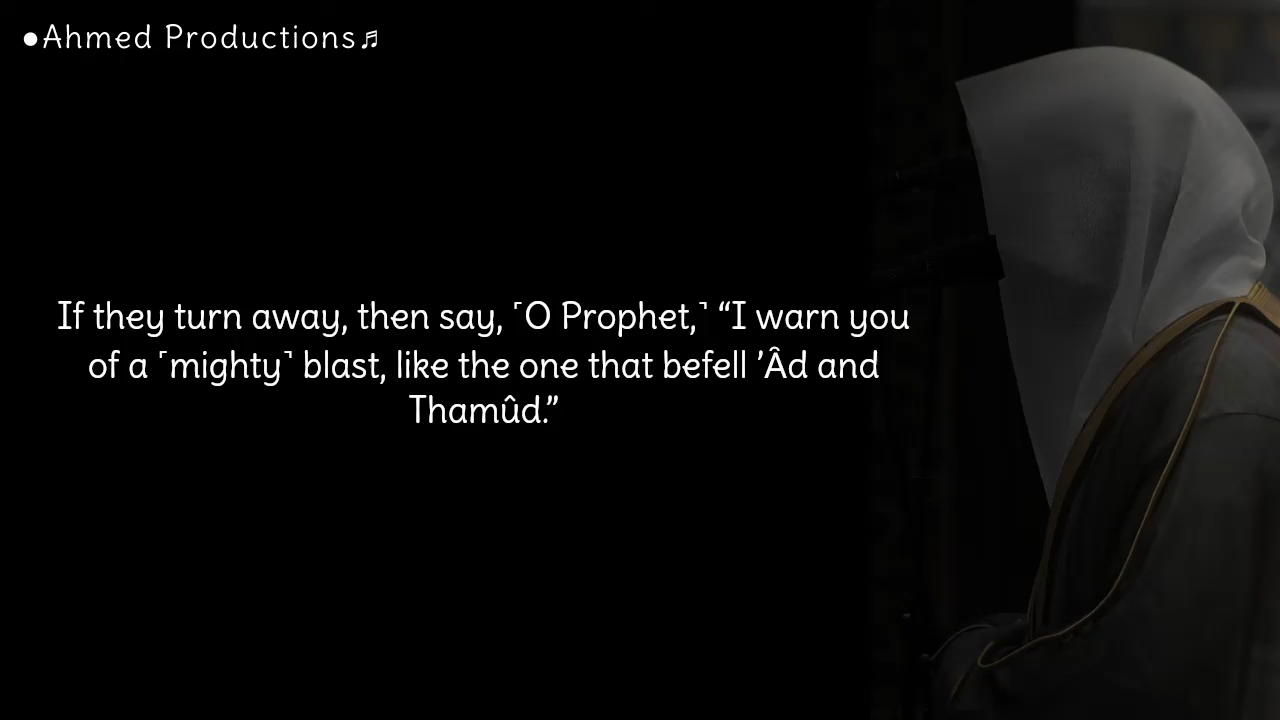 ●Ahmed Productions♬
If they turn away, then say, ˹O Prophet,˺ “I warn you
of a ˹mighty˺ blast, like the one that befell ’Âd and
Thamûd.”